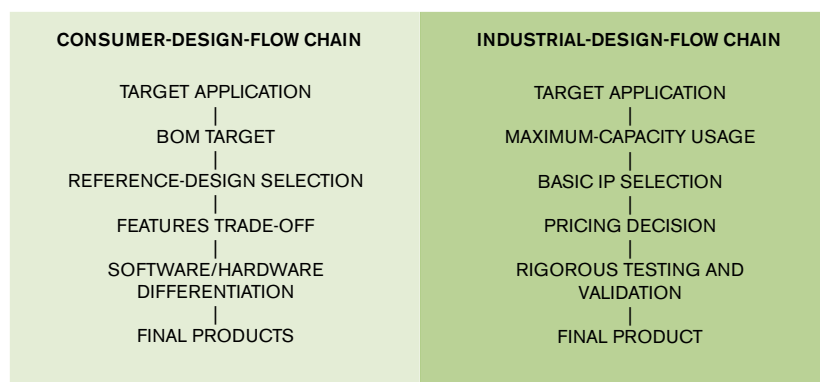 CONSUMER-DESIGN-FLOW CHAIN
TARGET APPLICATION
BOM TARGET
REFERENCE-DESIGN SELECTION
FEATURES TRADE-OFF
SOFTWARE/HARDWARE
DIFFERENTIATION
FINAL PRODUCTS
INDUSTRIAL-DESIGN-FLOW CHAIN
TARGET APPLICATION
MAXIMUM-CAPACITY USAGE
BASIC IP SELECTION
PRICING DECISION
RIGOROUS TESTING AND
VALIDATION
FINAL PRODUCT